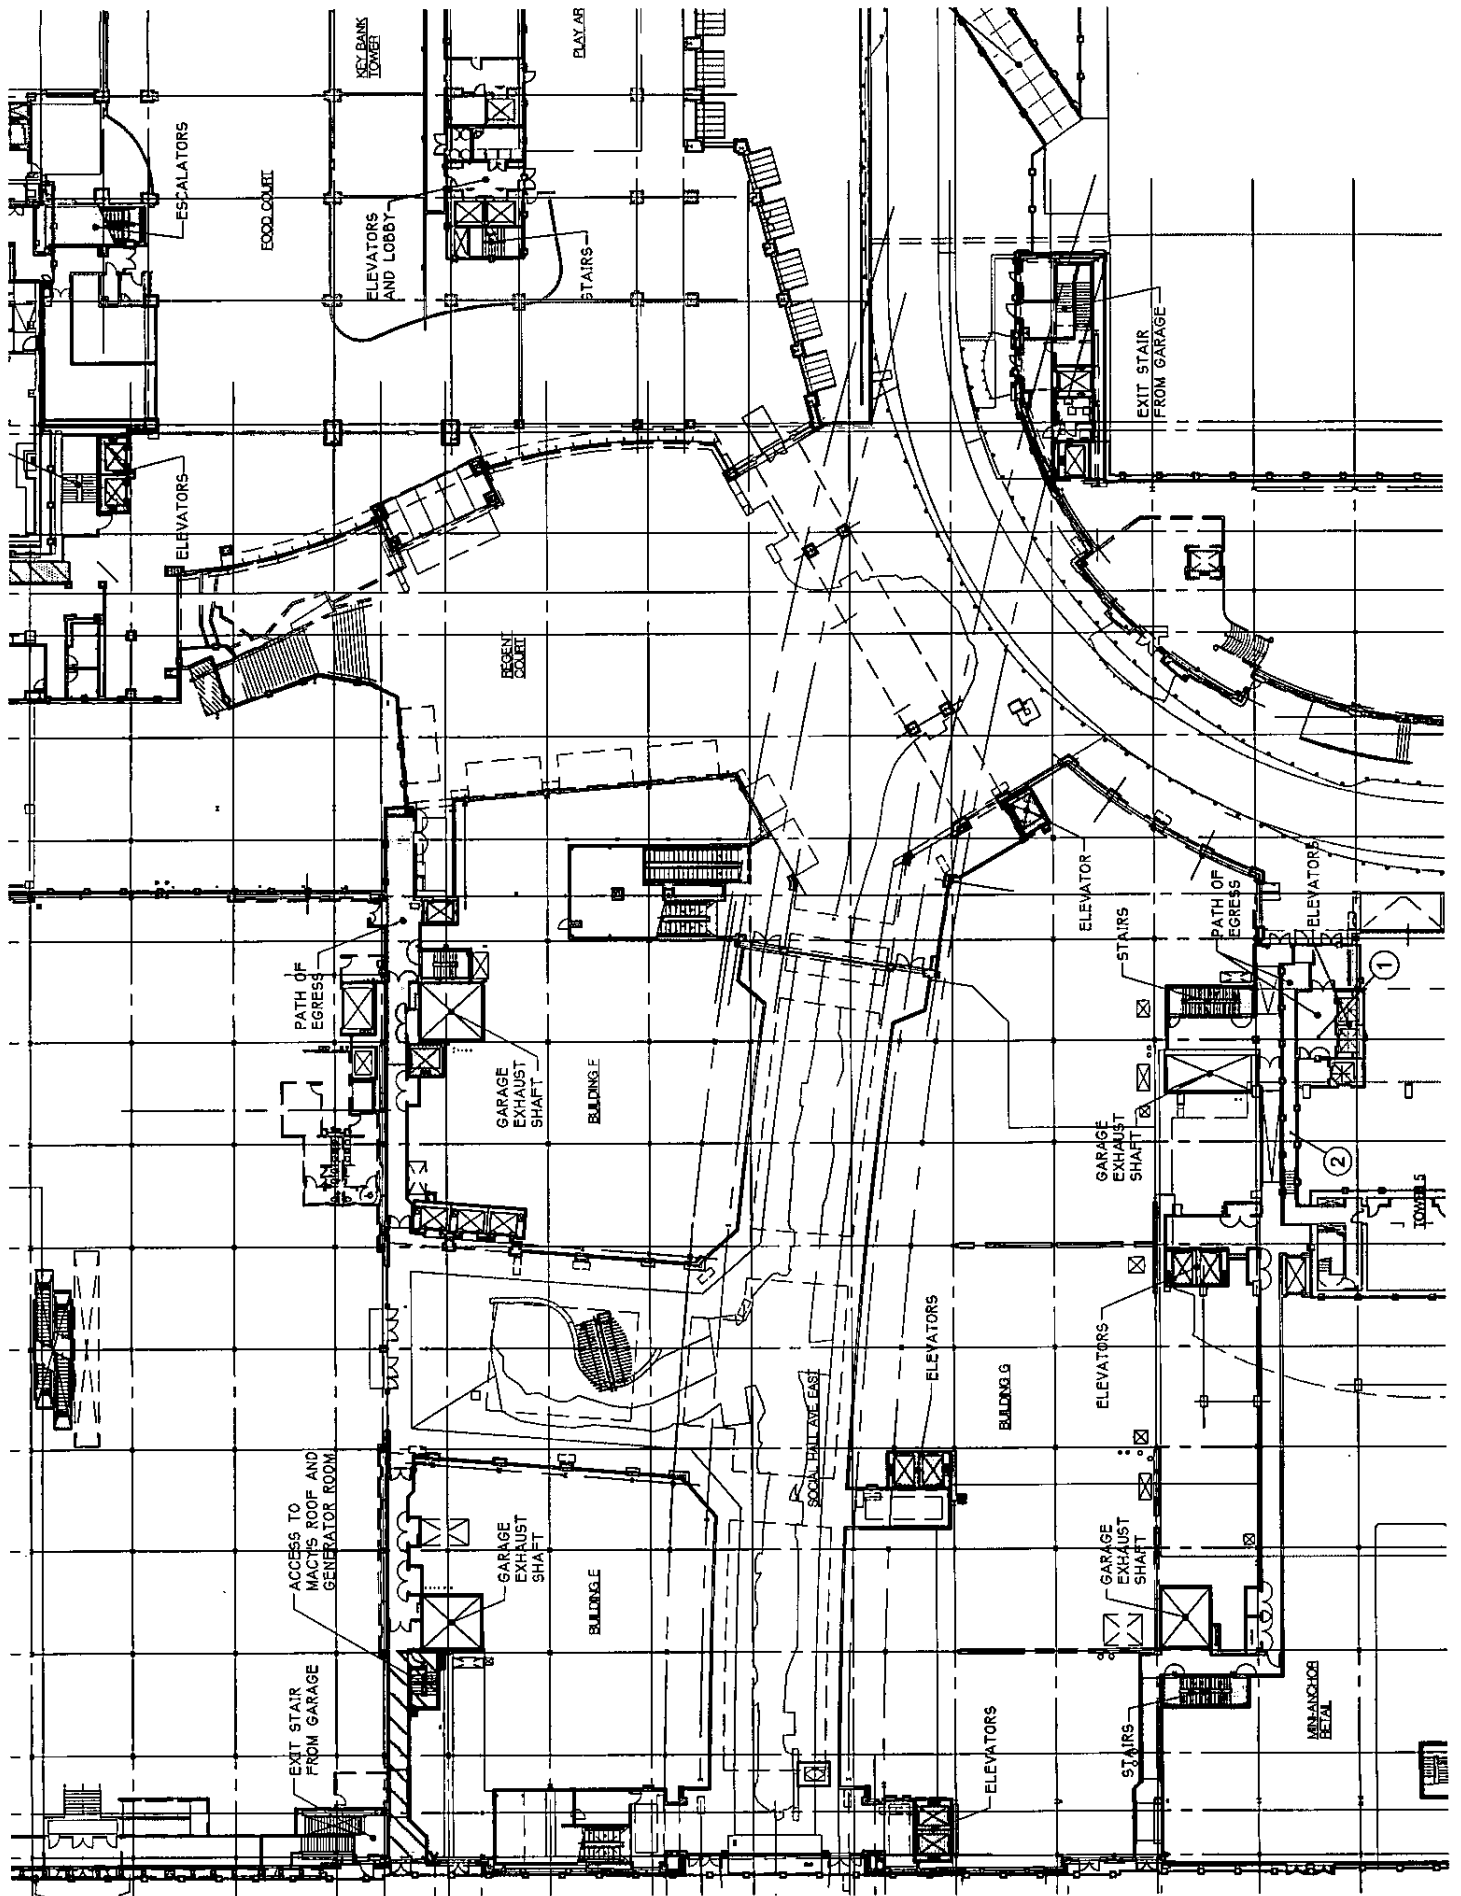 KEY BANK
TOWER
PLAY AR
ESCALATORS
FOOD COURT
ELEVATORS
AND LOBBY
STAIRS
EXIT STAIR
FROM GARAGE
ELEVATORS
REGENT
COURT
ELEVATOR
STAIRS
PATH OF
EGRESS
ELEVATORS
PATH OF
EGRESS
1
GARAGE
EXHAUST
SHAFT
BUILDING F
GARAGE
EXHAUST
SHAFT
2
TOWER 5
ELEVATORS
ELEVATORS
BUILDING G
SOCIAL HALL AVE. EAST
ACCESS TO
MACY'S ROOF AND
GENERATOR ROOM
GARAGE
EXHAUST
SHAFT
BUILDING E
GARAGE
EXHAUST
SHAFT
EXIT STAIR
FROM GARAGE
ELEVATORS
STAIRS
MINI-ANCHOR
RETAIL